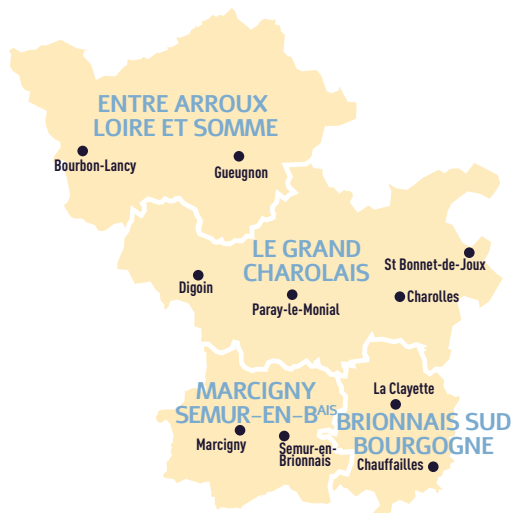 ENTRE ARROUX
LOIRE ET SOMME
Bourbon-Lancy
Gueugnon
LE GRAND
CHAROLAIS
St Bonnet-de-Joux
Digoin
Charolles
Paray-le-Monial
MARCIGNY
SEMUR-EN-BAIS
Marcigny
Semur-en-
Brionnais
La Clayette
BRIONNAIS SUD
BOURGOGNE
Chauffailles